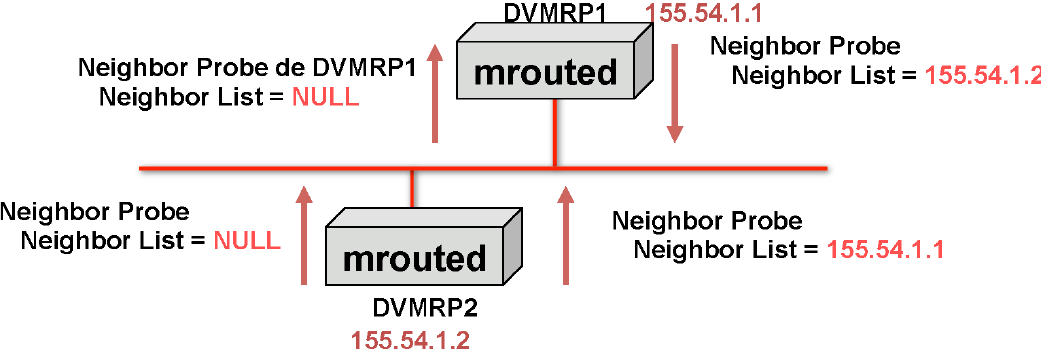 DVMRP1 155.54.1.1
Neighbor Probe de DVMRP1
Neighbor List = NULL
mrouted
Neighbor Probe
Neighbor List = 155.54.1.2
Neighbor Probe
Neighbor List = NULL
mrouted
Neighbor Probe
Neighbor List = 155.54.1.1
DVMRP2
155.54.1.2